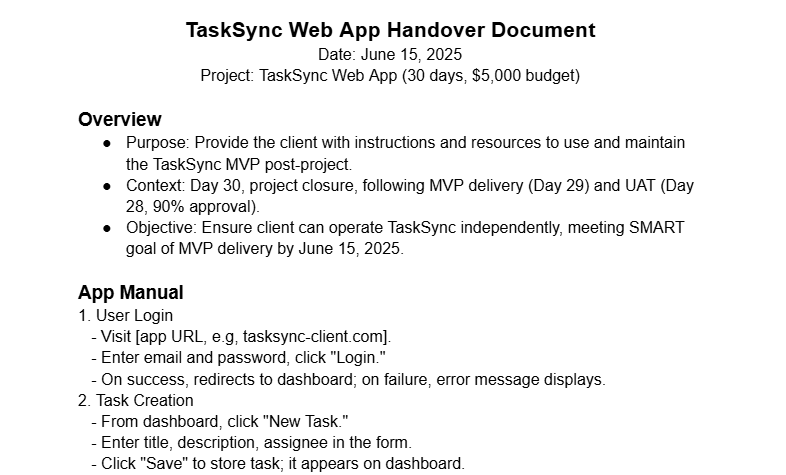 TaskSync Web App Handover Document
Date: June 15, 2025
Project: TaskSync Web App (30 days, $5,000 budget)
Overview
● Purpose: Provide the client with instructions and resources to use and maintain
the TaskSync MVP post-project.
● Context: Day 30, project closure, following MVP delivery (Day 29) and UAT (Day
28, 90% approval).
● Objective: Ensure client can operate TaskSync independently, meeting SMART
goal of MVP delivery by June 15, 2025.
App Manual
1. User Login
- Visit [app URL, e.g, tasksync-client.com].
- Enter email and password, click "Login."
- On success, redirects to dashboard; on failure, error message displays.
2. Task Creation
- From dashboard, click "New Task."
- Enter title, description, assignee in the form.
- Click "Save" to store task; it appears on dashboard.